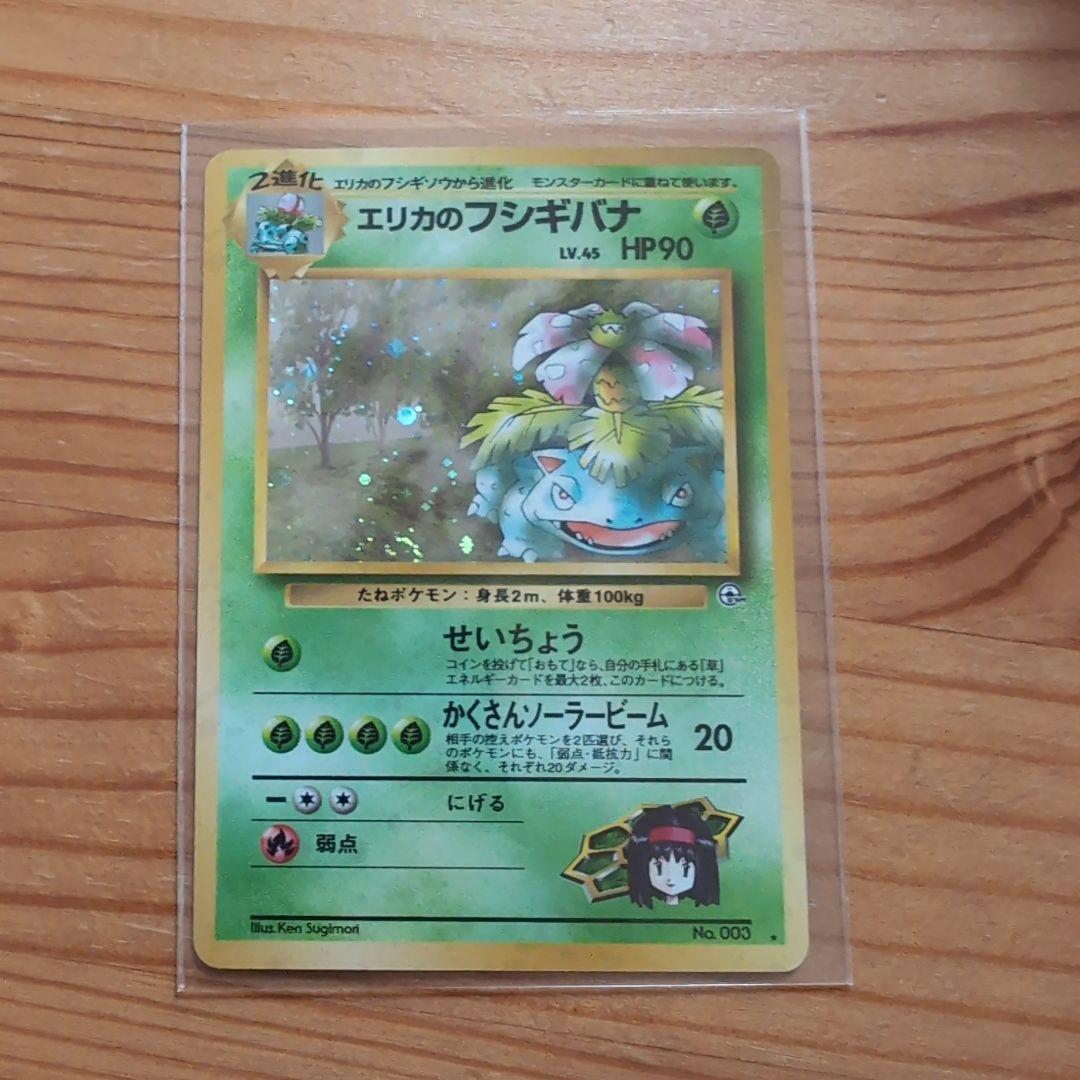 2進化 エリカのフシギソウから進化 モンスターカードに重ねて使います。
エリカのフシギバナ
LV.45 HP90
たねポケモン：身長2m、体重100kg
せいちょう
コインを投げて「おもて」なら、自分の手札にある「草」
エネルギーカードを最大2枚、このカードにつける。
かくさんソーラービーム 20
相手の控えポケモンを2匹選び、それら
のポケモンにも、「弱点・抵抗力」に関
係なく、それぞれ20ダメージ。
ー にげる
弱点
Illus. Ken Sugimori No. 003 ★